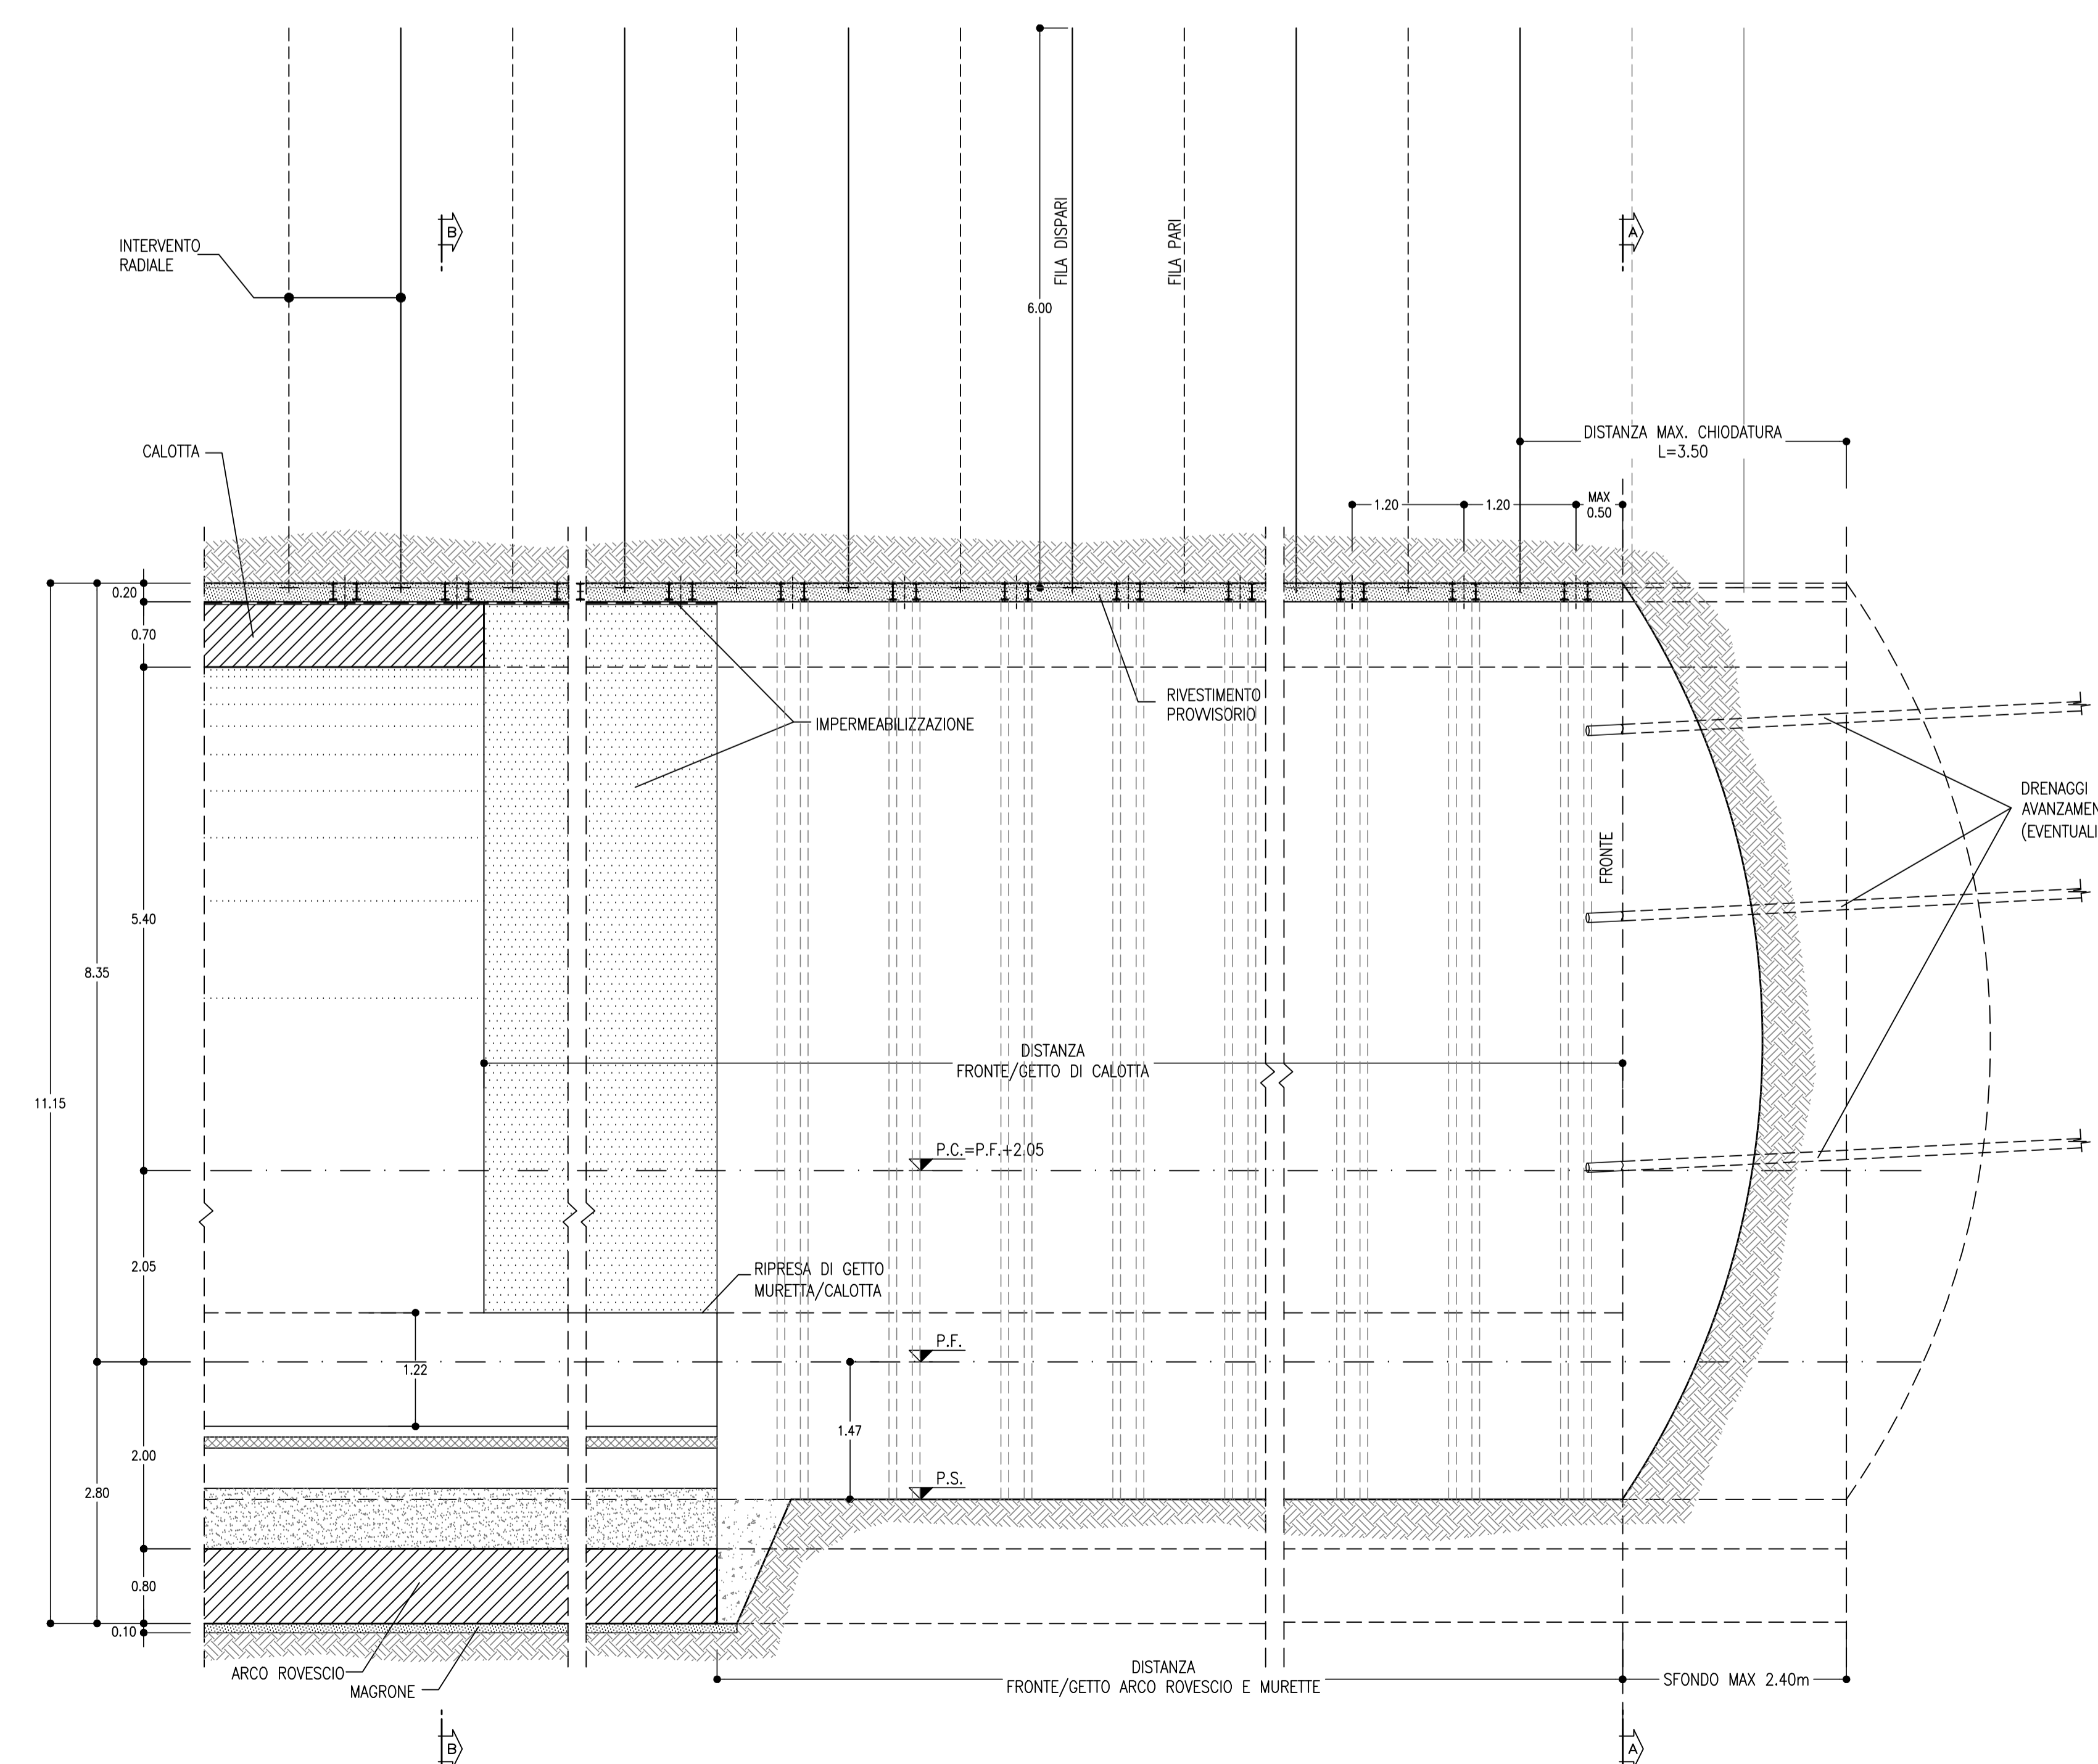 FILA DISPARI
FILA PARI
B
A
INTERVENTO
RADIALE
6.00
CALOTTA
DISTANZA MAX. CHIODATURA
L=3.50
1.20
1.20
MAX
0.50
0.20
0.70
RIVESTIMENTO
PROVVISORIO
IMPERMEABILIZZAZIONE
DRENAGGI
AVANZAMEN
(EVENTUALI
FRONTE
5.40
8.35
DISTANZA
FRONTE/GETTO DI CALOTTA
11.15
P.C.=P.F.+2.05
2.05
RIPRESA DI GETTO
MURETTA/CALOTTA
P.F.
1.22
1.47
2.00
P.S.
2.80
0.80
0.10
ARCO ROVESCIO
MAGRONE
DISTANZA
FRONTE/GETTO ARCO ROVESCIO E MURETTE
SFONDO MAX 2.40m
B
A